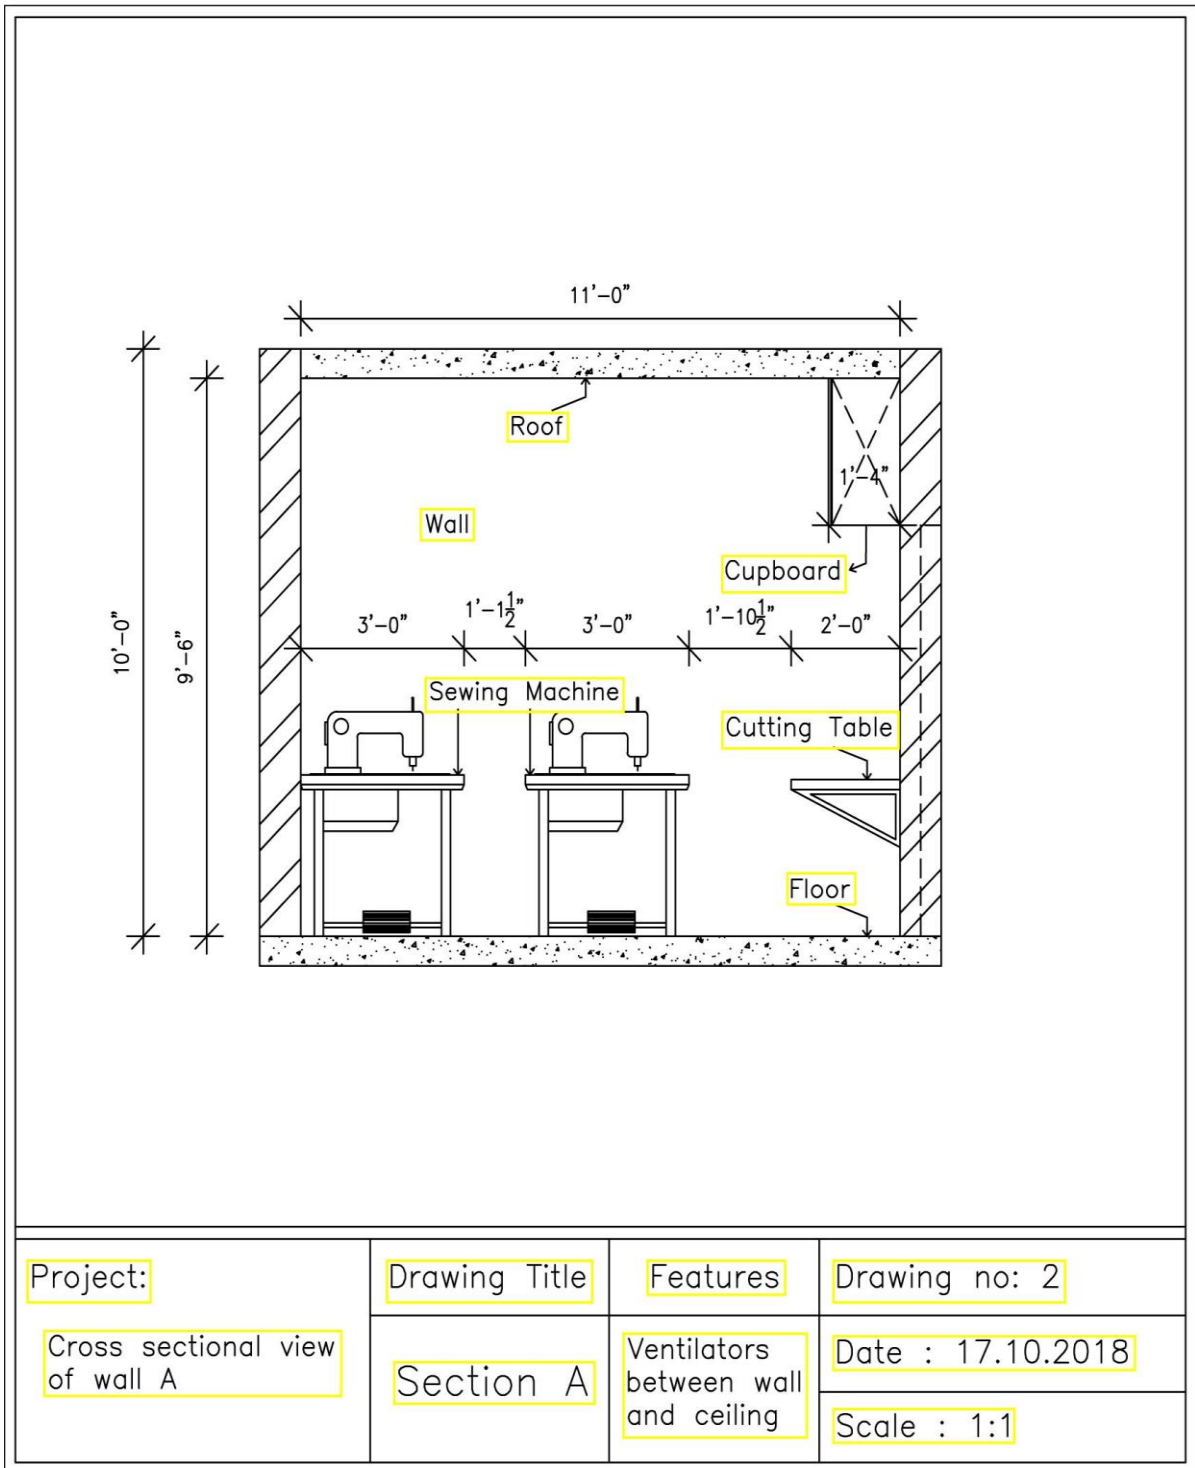 11'-0"
Roof
1'-4"
Wall
Cupboard
10'-0"
9'-6"
3'-0"
1'-1½"
3'-0"
1'-10½"
2'-0"
Sewing Machine
Cutting Table
Floor
Project:
Cross sectional view
of wall A
Drawing Title
Section A
Features
Ventilators
between wall
and ceiling
Drawing no: 2
Date : 17.10.2018
Scale : 1:1